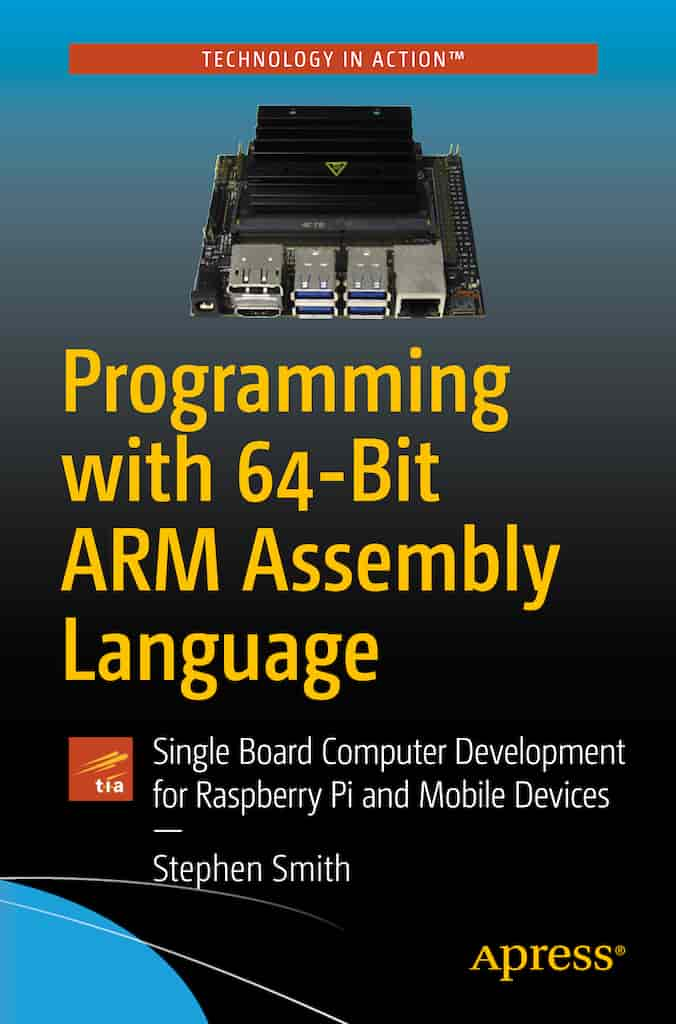 TECHNOLOGY IN ACTION™
Programming
with 64-Bit
ARM Assembly
Language
tia
Single Board Computer Development
for Raspberry Pi and Mobile Devices
—
Stephen Smith
Apress®